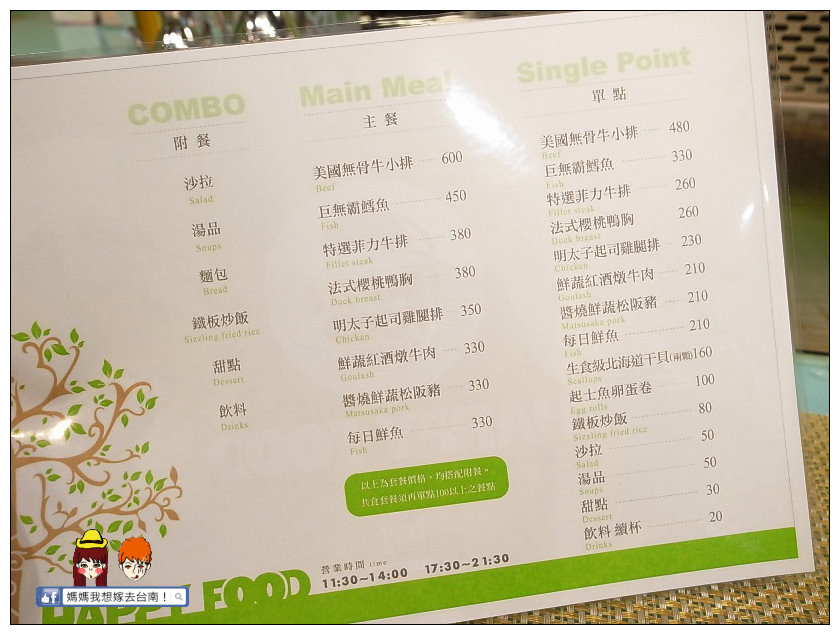 COMBO
附 餐
沙拉
Salad
湯品
Soups
麵包
Bread
鐵板炒飯
Sizzling fried rice
甜點
Dessert
飲料
Drinks
Main Meal
主 餐
美國無骨牛小排 600
Beef
巨無霸鱈魚 450
Fish
特選菲力牛排 380
Fillet steak
法式櫻桃鴨胸 380
Duck breast
明太子起司雞腿排 350
Chicken
鮮蔬紅酒燉牛肉 330
Goulash
醬燒鮮蔬松阪豬 330
Matsusaka pork
每日鮮魚 330
Fish
以上為套餐價格，均搭配附餐。
共食套餐須再單點100以上之餐點
Single Point
單 點
美國無骨牛小排 480
Beef
巨無霸鱈魚 330
Fish
特選菲力牛排 260
Fillet steak
法式櫻桃鴨胸 260
Duck breast
明太子起司雞腿排 230
Chicken
鮮蔬紅酒燉牛肉 210
Goulash
醬燒鮮蔬松阪豬 210
Matsusaka pork
每日鮮魚 210
Fish
生食級北海道干貝(兩顆)160
Scallops
起士魚卵蛋卷 100
Egg rolls
鐵板炒飯 80
Sizzling fried rice
沙拉 50
Salad
湯品 50
Soups
甜點 30
Dessert
飲料 續杯 20
Drinks
HAPPY FOOD
營業時間 time
11:30~14:00 17:30~21:30
媽媽我想嫁去台南！